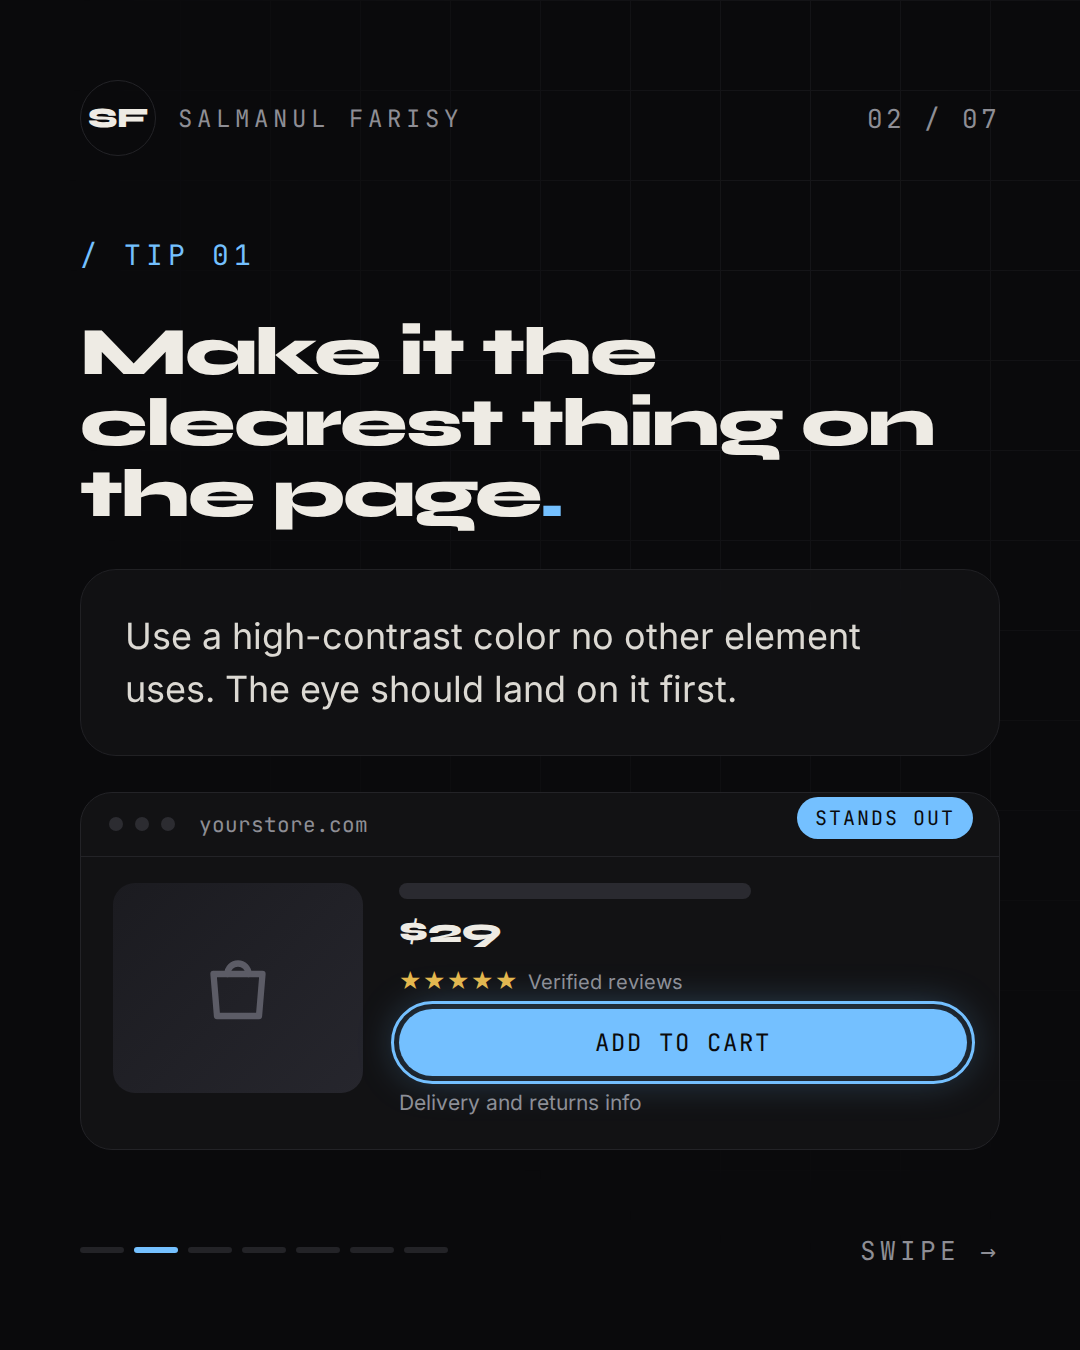 SF SALMANUL FARISY 02 / 07
/ TIP 01
Make it the
clearest thing on
the page.
Use a high-contrast color no other element
uses. The eye should land on it first.
yourstore.com STANDS OUT
$29
★★★★★ Verified reviews
ADD TO CART
Delivery and returns info
SWIPE →